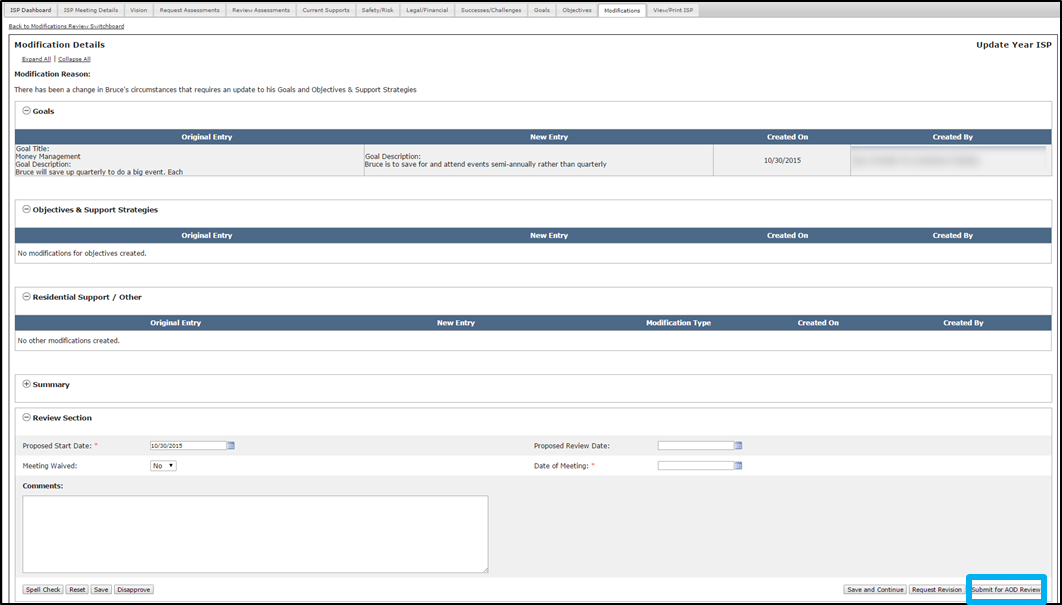 ISP Dashboard ISP Meeting Details Vision Request Assessments Review Assessments Current Supports Safety/Risk Legal/Financial Successes/Challenges Goals Objectives Modifications View/Print ISP
Back to Modifications Review Switchboard
Modification Details Update Year ISP
Expand All | Collapse All
Modification Reason:
There has been a change in Bruce's circumstances that requires an update to his Goals and Objectives & Support Strategies
Goals
Original Entry New Entry Created On Created By
Goal Title:
Money Management
Goal Description:
Bruce will save up quarterly to do a big event. Each
Goal Description:
Bruce is to save for and attend events semi-annually rather than quarterly
10/30/2015
Objectives & Support Strategies
Original Entry New Entry Created On Created By
No modifications for objectives created.
Residential Support / Other
Original Entry New Entry Modification Type Created On Created By
No other modifications created.
Summary
Review Section
Proposed Start Date: * 10/30/2015 Proposed Review Date:
Meeting Waived: No Date of Meeting: *
Comments:
Spell Check Reset Save Disapprove Save and Continue Request Revision Submit for AOD Review